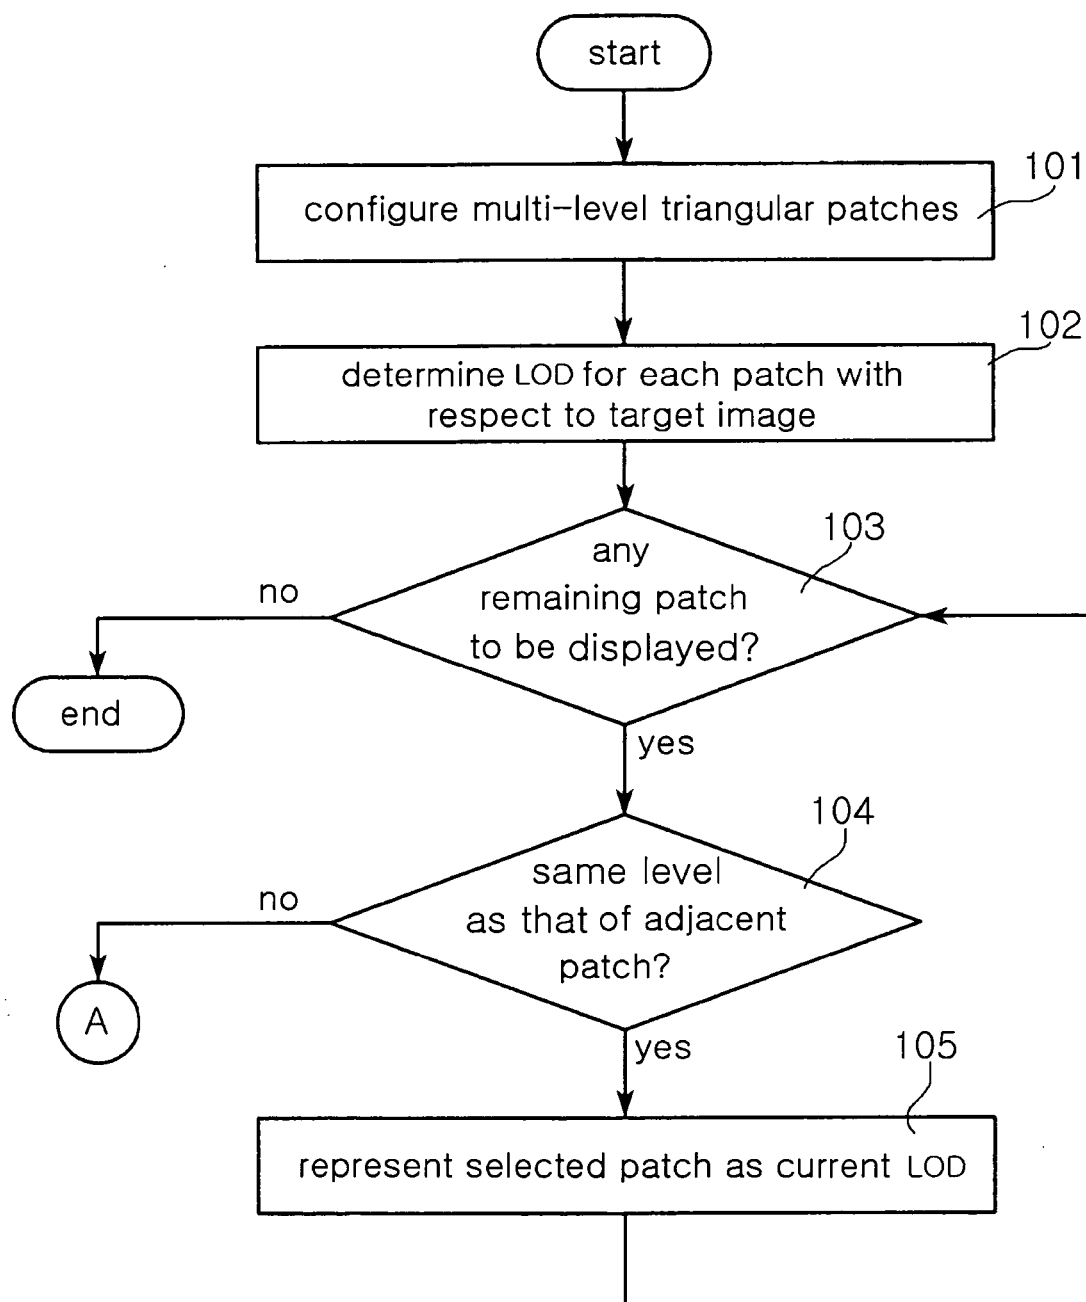 start
101
configure multi-level triangular patches
102
determine LOD for each patch with
respect to target image
103
any
remaining patch
to be displayed?
no
end
yes
104
same level
as that of adjacent
patch?
no
A
yes
105
represent selected patch as current LOD